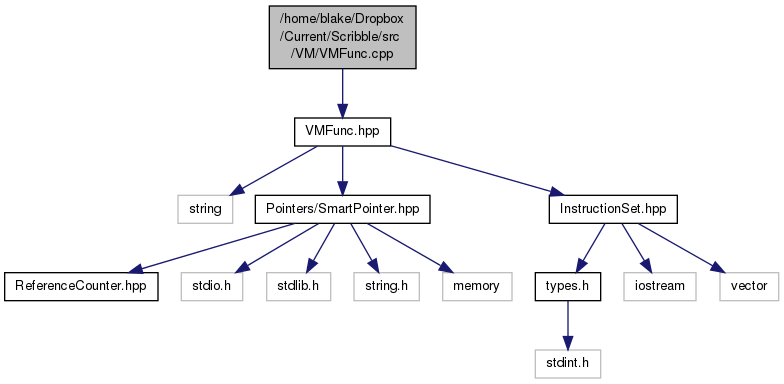 /home/blake/Dropbox
/Current/Scribble/src
/VM/VMFunc.cpp
VMFunc.hpp
string
Pointers/SmartPointer.hpp
InstructionSet.hpp
ReferenceCounter.hpp
stdio.h
stdlib.h
string.h
memory
types.h
iostream
vector
stdint.h